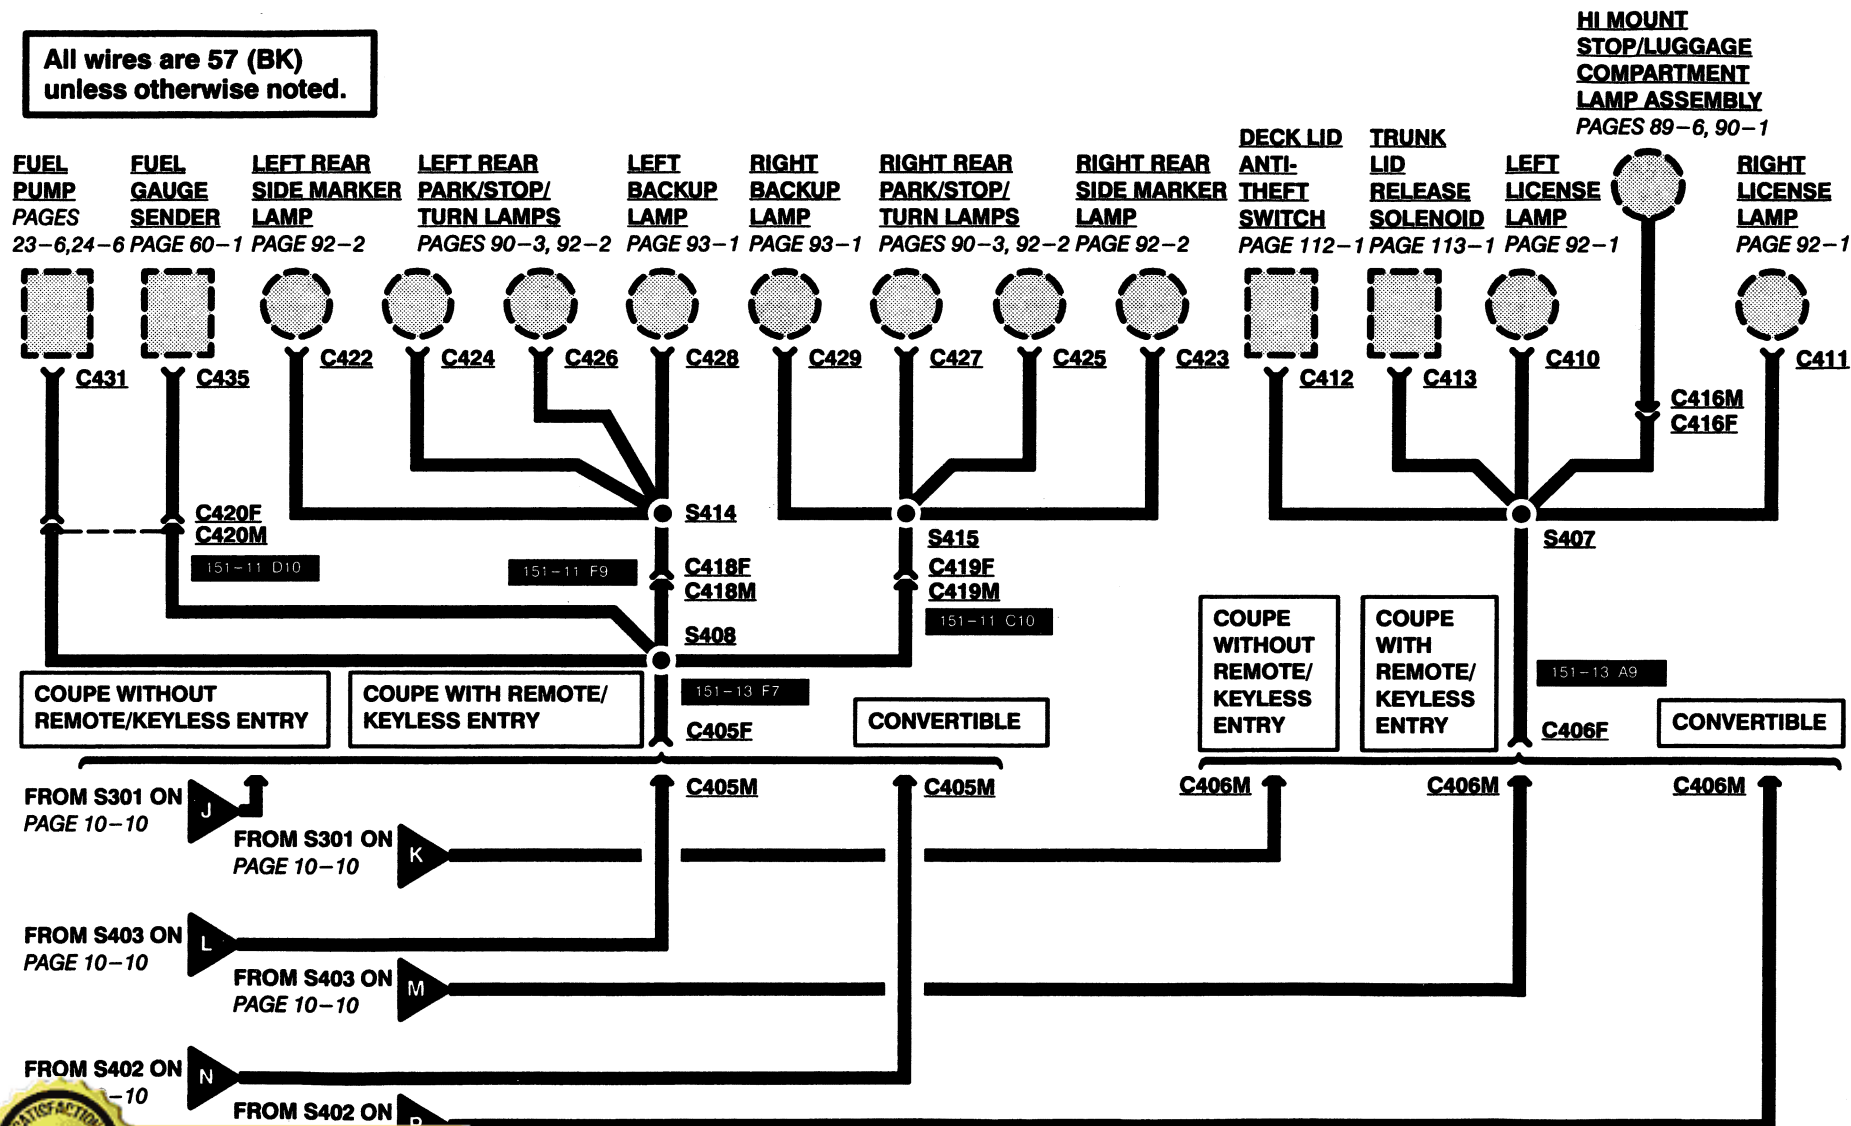 All wires are 57 (BK)
unless otherwise noted.
HI MOUNT
STOP/LUGGAGE
COMPARTMENT
LAMP ASSEMBLY
PAGES 89-6, 90-1
FUEL
PUMP
PAGES
23-6,24-6
FUEL
GAUGE
SENDER
PAGE 60-1
LEFT REAR
SIDE MARKER
LAMP
PAGE 92-2
LEFT REAR
PARK/STOP/
TURN LAMPS
PAGES 90-3, 92-2
LEFT
BACKUP
LAMP
PAGE 93-1
RIGHT
BACKUP
LAMP
PAGE 93-1
RIGHT REAR
PARK/STOP/
TURN LAMPS
PAGES 90-3, 92-2
RIGHT REAR
SIDE MARKER
LAMP
PAGE 92-2
DECK LID
ANTI-
THEFT
SWITCH
PAGE 112-1
TRUNK
LID
RELEASE
SOLENOID
PAGE 113-1
LEFT
LICENSE
LAMP
PAGE 92-1
RIGHT
LICENSE
LAMP
PAGE 92-1
C431
C435
C422
C424
C426
C428
C429
C427
C425
C423
C412
C413
C410
C416M
C416F
C411
C420F
C420M
151-11 D10
S414
151-11 F9
C418F
C418M
S415
C419F
C419M
151-11 C10
S407
S408
151-13 F7
151-13 A9
COUPE WITHOUT
REMOTE/KEYLESS ENTRY
COUPE WITH REMOTE/
KEYLESS ENTRY
C405F
CONVERTIBLE
COUPE
WITHOUT
REMOTE/
KEYLESS
ENTRY
COUPE
WITH
REMOTE/
KEYLESS
ENTRY
C406F
CONVERTIBLE
C405M
C405M
C406M
C406M
C406M
FROM S301 ON
PAGE 10-10
J
FROM S301 ON
PAGE 10-10
K
FROM S403 ON
PAGE 10-10
L
FROM S403 ON
PAGE 10-10
M
FROM S402 ON
-10
N
FROM S402 ON
SATISFACTION